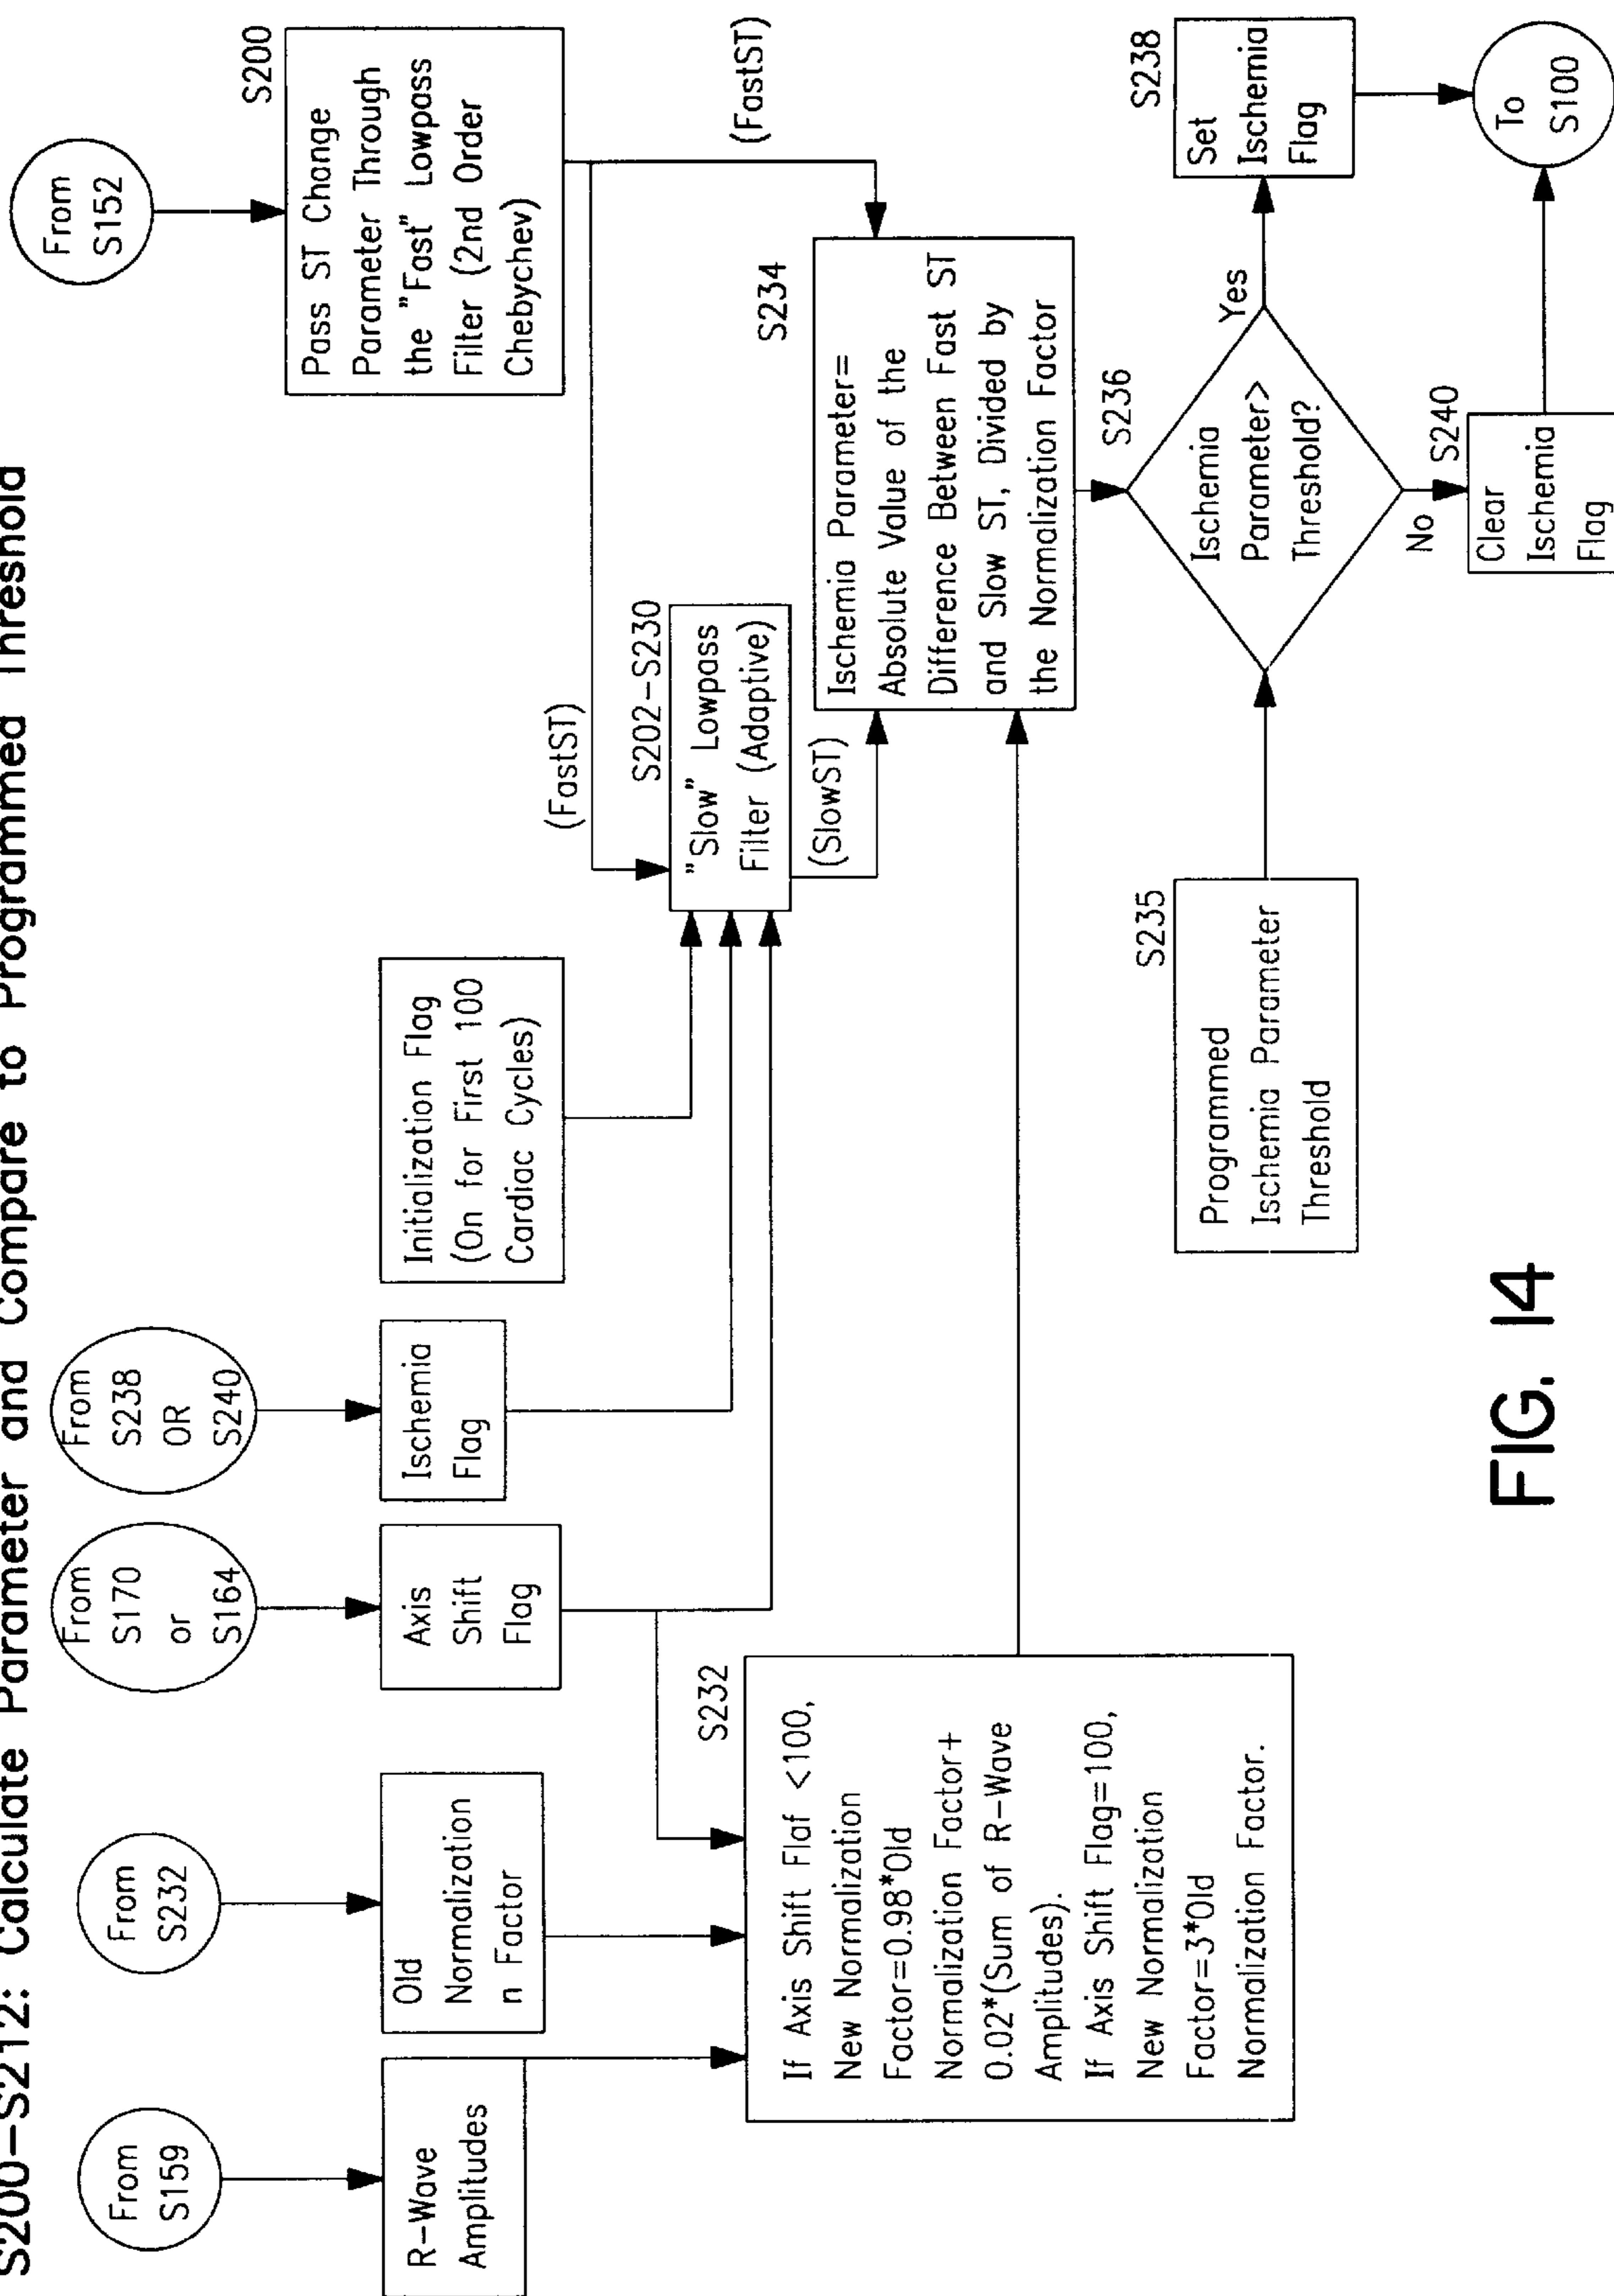 S200-S212: Calculate Parameter and Compare to Programmed Threshold
From
S159
From
S232
From
S170
or
S164
From
S238
OR
S240
From
S152
R-Wave
Amplitudes
Old
Normalization
n Factor
Axis
Shift
Flag
Ischemia
Flag
Initialization Flag
(On for First 100
Cardiac Cycles)
S200
Pass ST Change
Parameter Through
the "Fast" Lowpass
Filter (2nd Order
Chebychev)
(FastST)
(FastST)
S202-S230
"Slow" Lowpass
Filter (Adaptive)
(SlowST)
S232
If Axis Shift Flaf <100,
New Normalization
Factor=0.98*Old
Normalization Factor+
0.02*(Sum of R-Wave
Amplitudes).
If Axis Shift Flag=100,
New Normalization
Factor=3*Old
Normalization Factor.
S234
Ischemia Parameter=
Absolute Value of the
Difference Between Fast ST
and Slow ST, Divided by
the Normalization Factor
S235
Programmed
Ischemia Parameter
Threshold
S236
Ischemia
Parameter>
Threshold?
Yes
No
S238
Set
Ischemia
Flag
S240
Clear
Ischemia
Flag
To
S100
FIG. 14